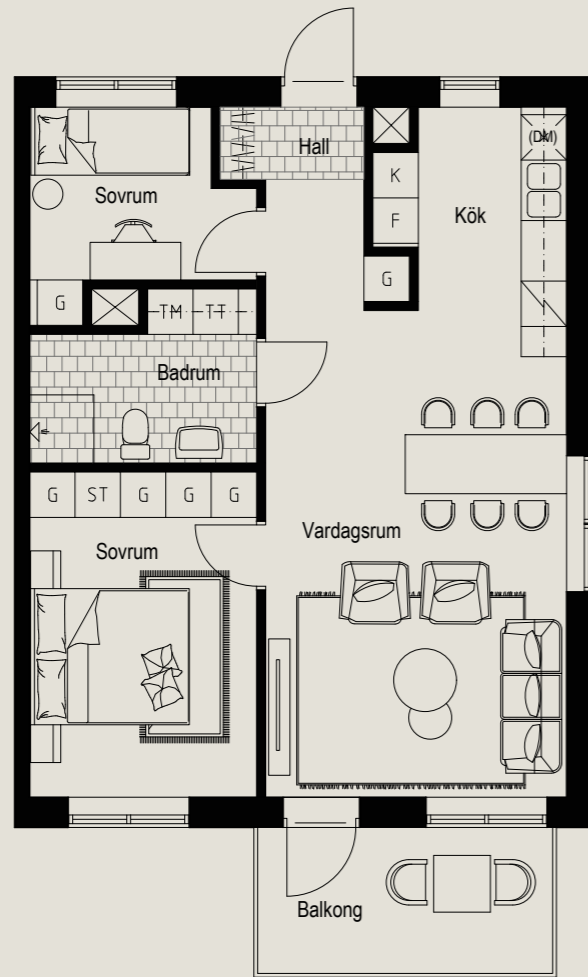 Hall
(DM)
K
Sovrum
Kök
F
G
G
TM TT
Badrum
G ST G G G
Vardagsrum
Sovrum
Balkong